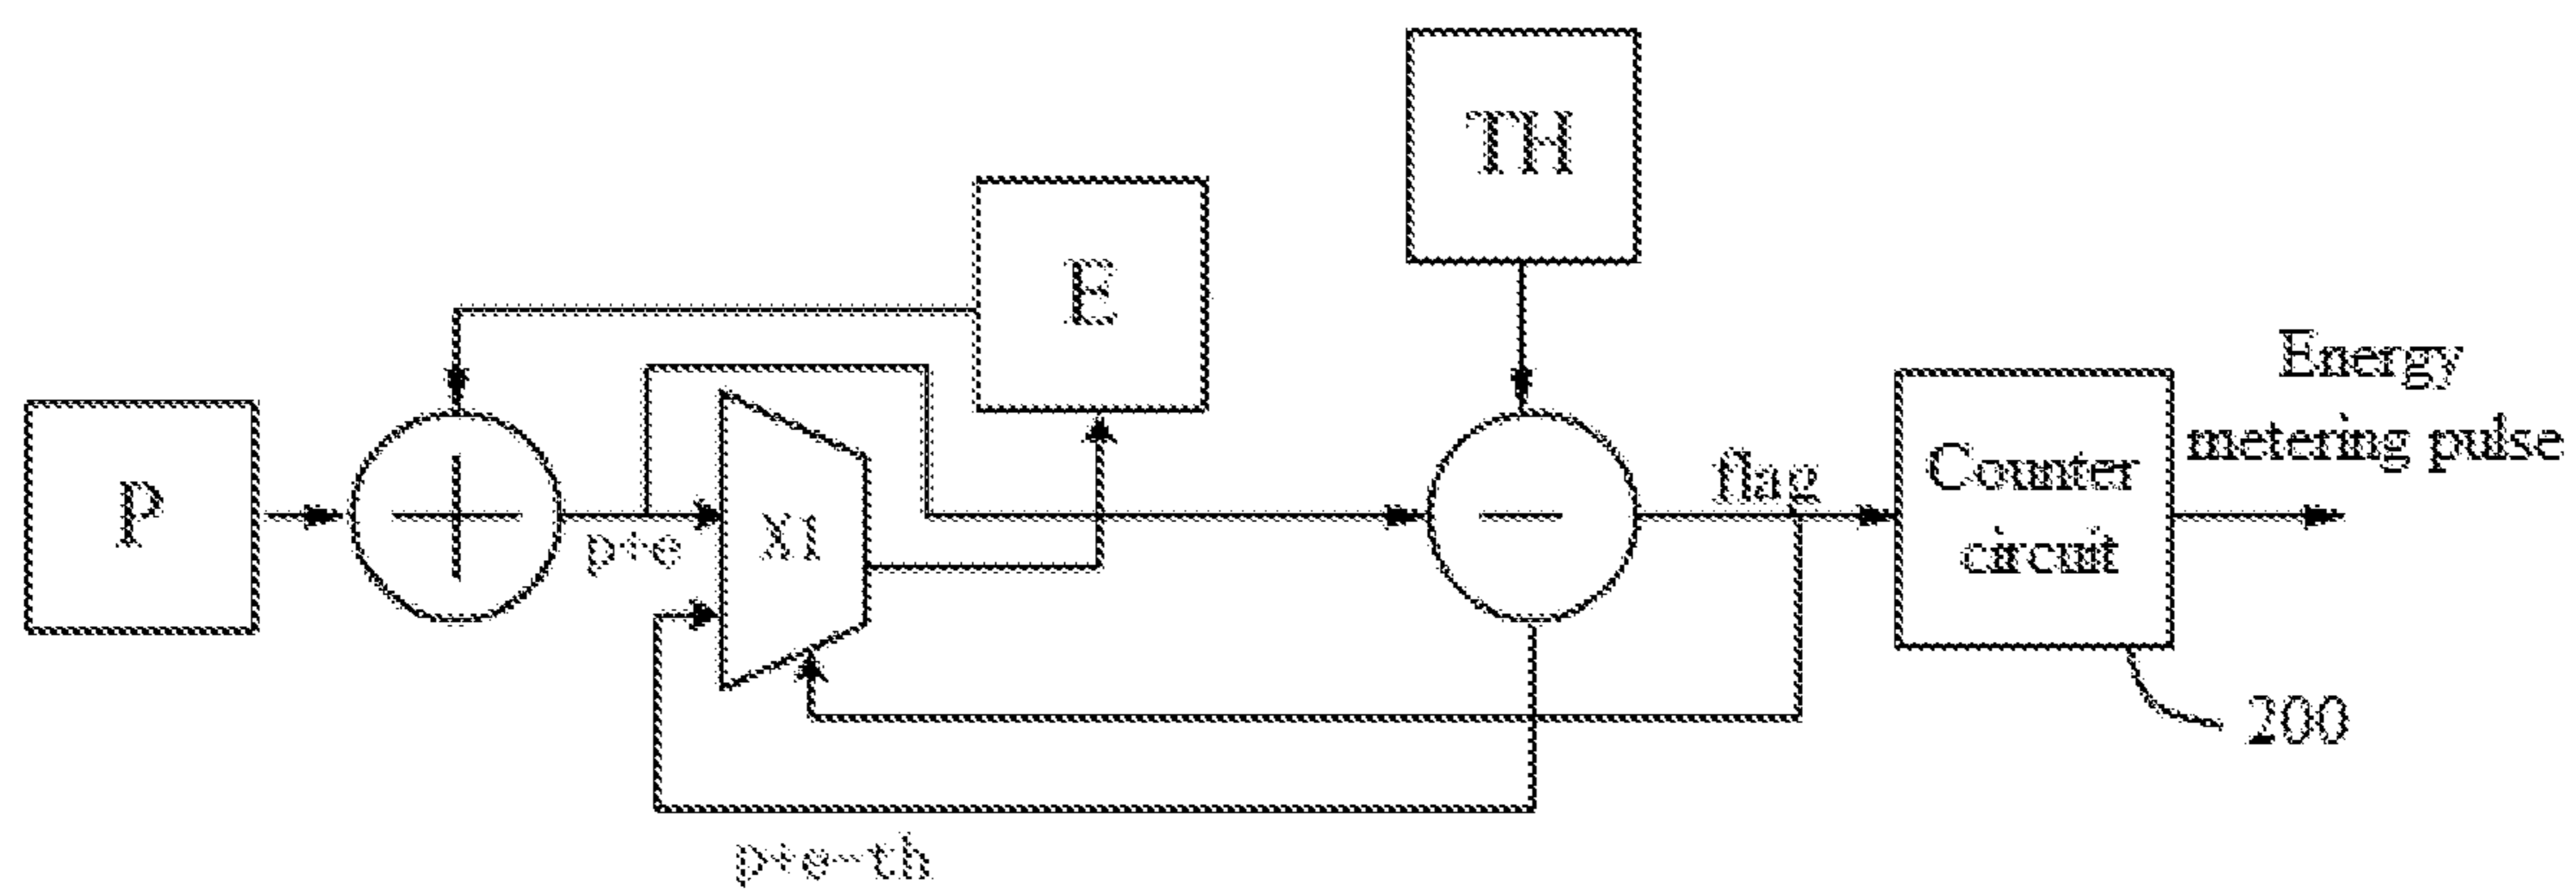 TH
E
Energy
metering pulse
P
p+e
X1
flag
Counter
circuit
200
p+e-th